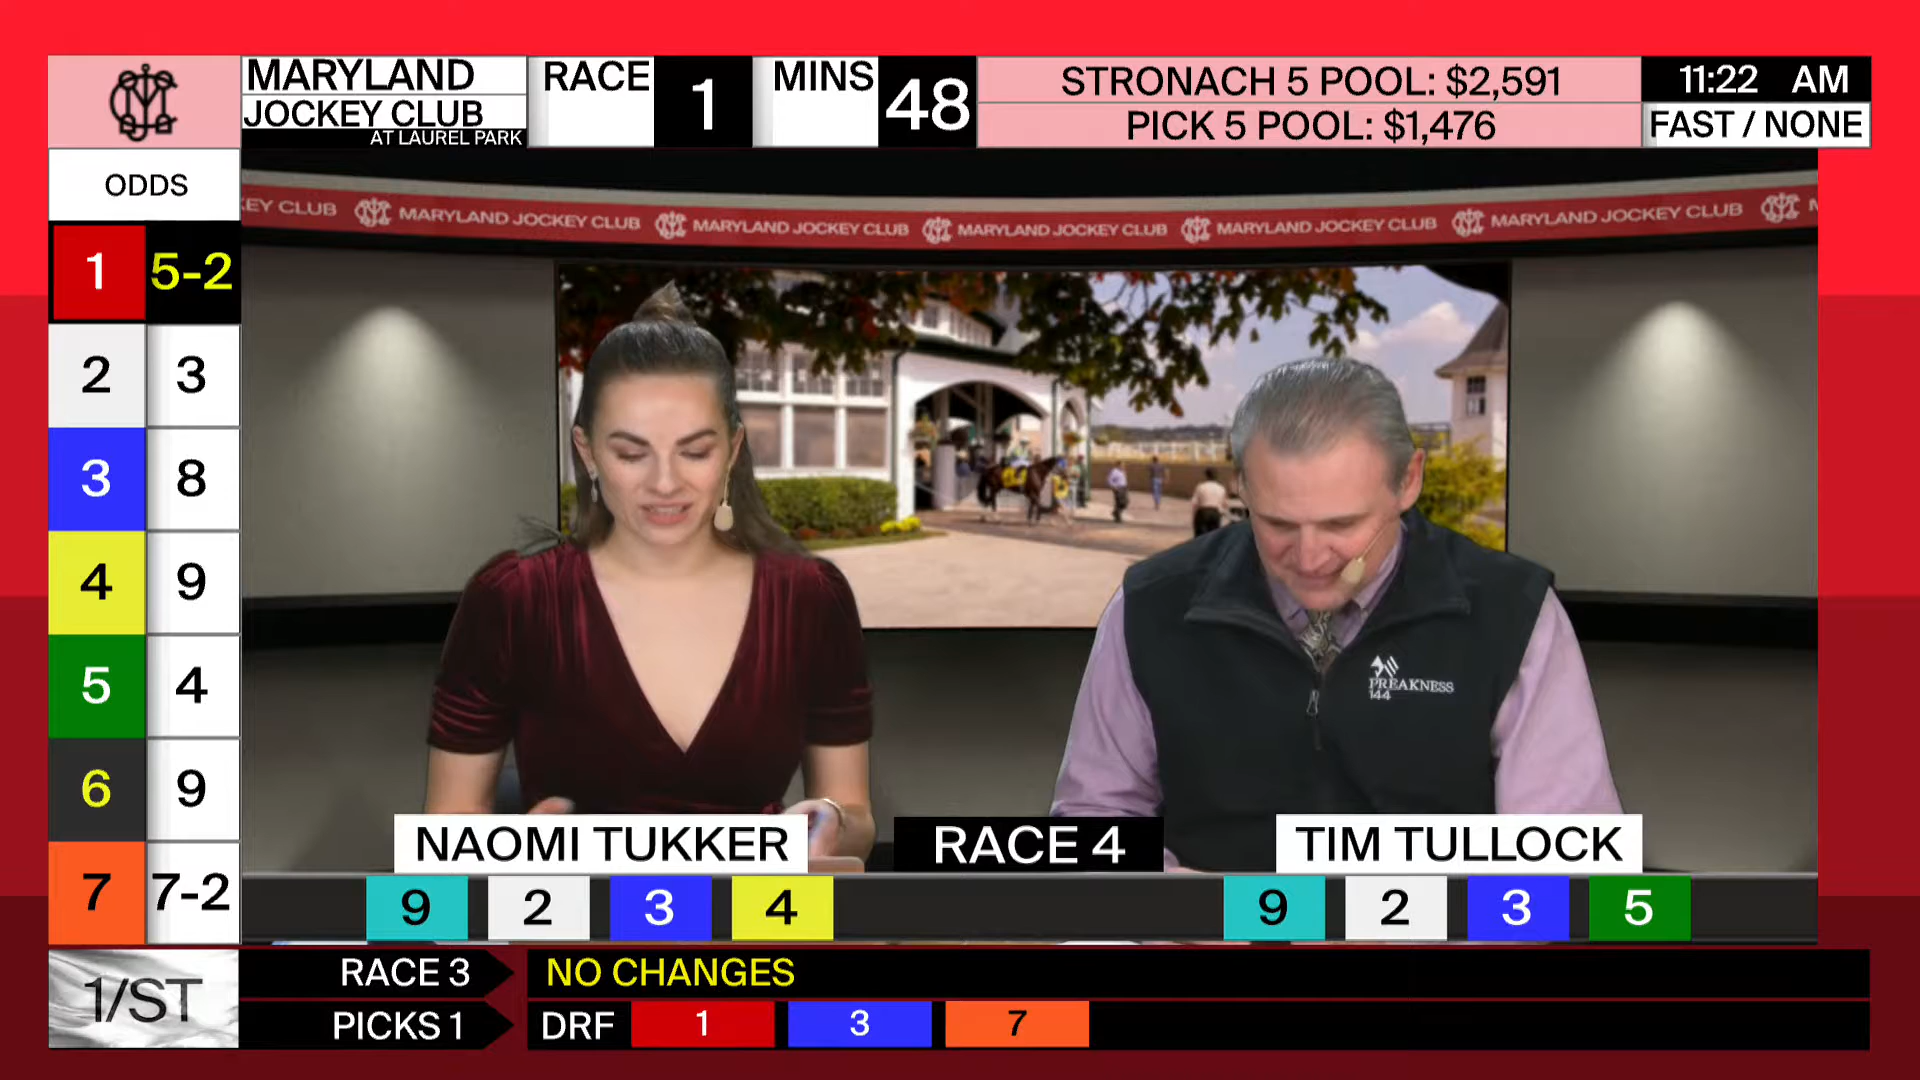 MARYLAND
JOCKEY CLUB
AT LAUREL PARK
RACE 1
MINS 48
STRONACH 5 POOL: $2,591
PICK 5 POOL: $1,476
11:22 AM
FAST / NONE
ODDS
1 5-2
2 3
3 8
4 9
5 4
6 9
7 7-2
KEY CLUB MARYLAND JOCKEY CLUB MARYLAND JOCKEY CLUB MARYLAND JOCKEY CLUB MARYLAND JOCKEY CLUB MARYLAND JOCKEY CLUB
PREAKNESS
144
NAOMI TUKKER
RACE 4
TIM TULLOCK
9 2 3 4
9 2 3 5
1/ST
RACE 3 NO CHANGES
PICKS 1 DRF 1 3 7